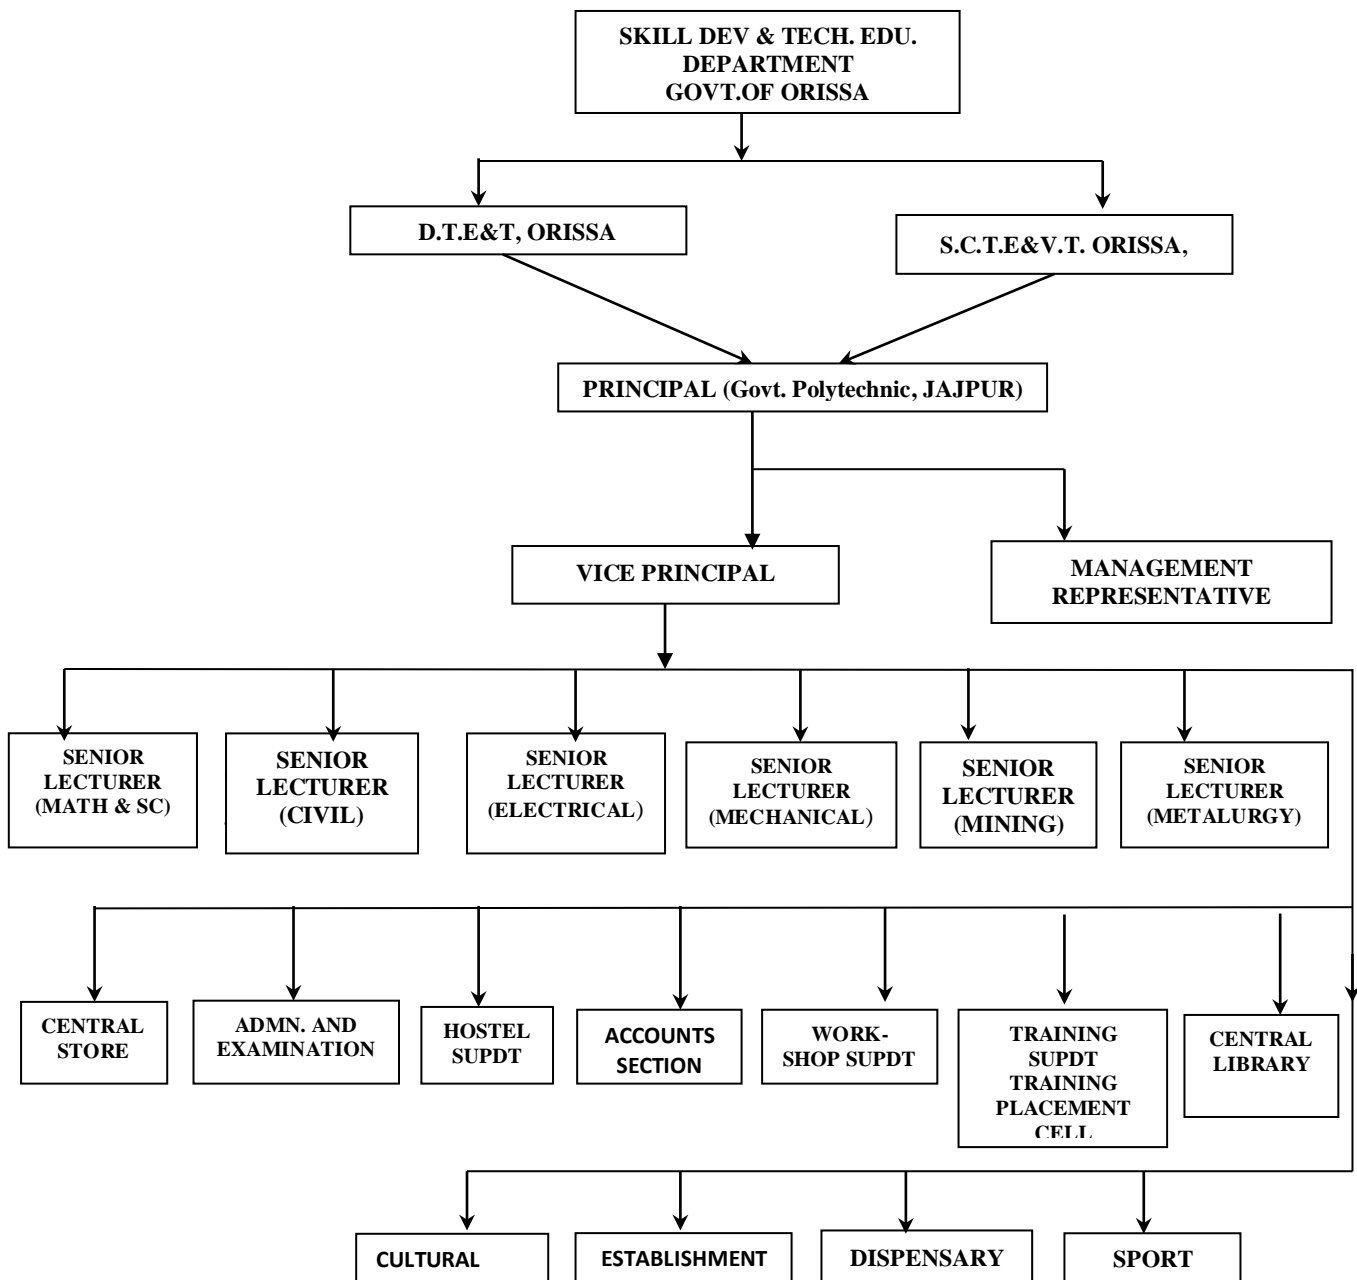 SKILL DEV & TECH. EDU.
DEPARTMENT
GOVT.OF ORISSA
D.T.E&T, ORISSA
S.C.T.E&V.T. ORISSA,
PRINCIPAL (Govt. Polytechnic, JAJPUR)
VICE PRINCIPAL
MANAGEMENT
REPRESENTATIVE
SENIOR
LECTURER
(MATH & SC)
SENIOR
LECTURER
(CIVIL)
SENIOR
LECTURER
(ELECTRICAL)
SENIOR
LECTURER
(MECHANICAL)
SENIOR
LECTURER
(MINING)
SENIOR
LECTURER
(METALURGY)
CENTRAL
STORE
ADMN. AND
EXAMINATION
HOSTEL
SUPDT
ACCOUNTS
SECTION
WORK-
SHOP SUPDT
TRAINING
SUPDT
TRAINING
PLACEMENT
CELL
CENTRAL
LIBRARY
CULTURAL
ESTABLISHMENT
DISPENSARY
SPORT